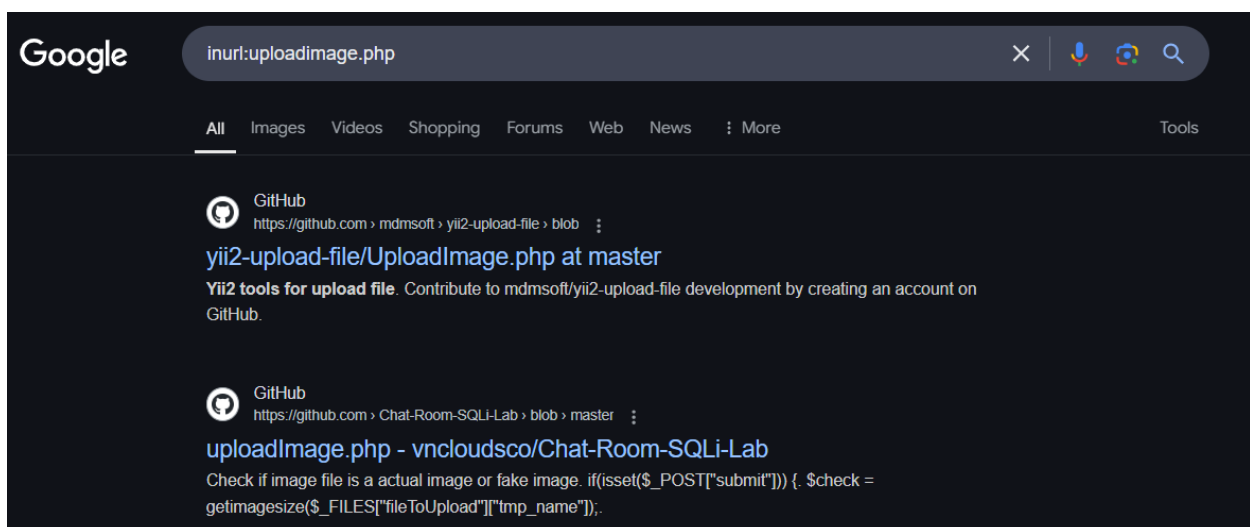 Google
inurl:uploadimage.php
All Images Videos Shopping Forums Web News More Tools
GitHub
https://github.com › mdmsoft › yii2-upload-file › blob
yii2-upload-file/UploadImage.php at master
Yii2 tools for upload file. Contribute to mdmsoft/yii2-upload-file development by creating an account on
GitHub.
GitHub
https://github.com › Chat-Room-SQLi-Lab › blob › master
uploadImage.php - vncloudsco/Chat-Room-SQLi-Lab
Check if image file is a actual image or fake image. if(isset($_POST["submit"])) {. $check =
getimagesize($_FILES["fileToUpload"]["tmp_name"]);.